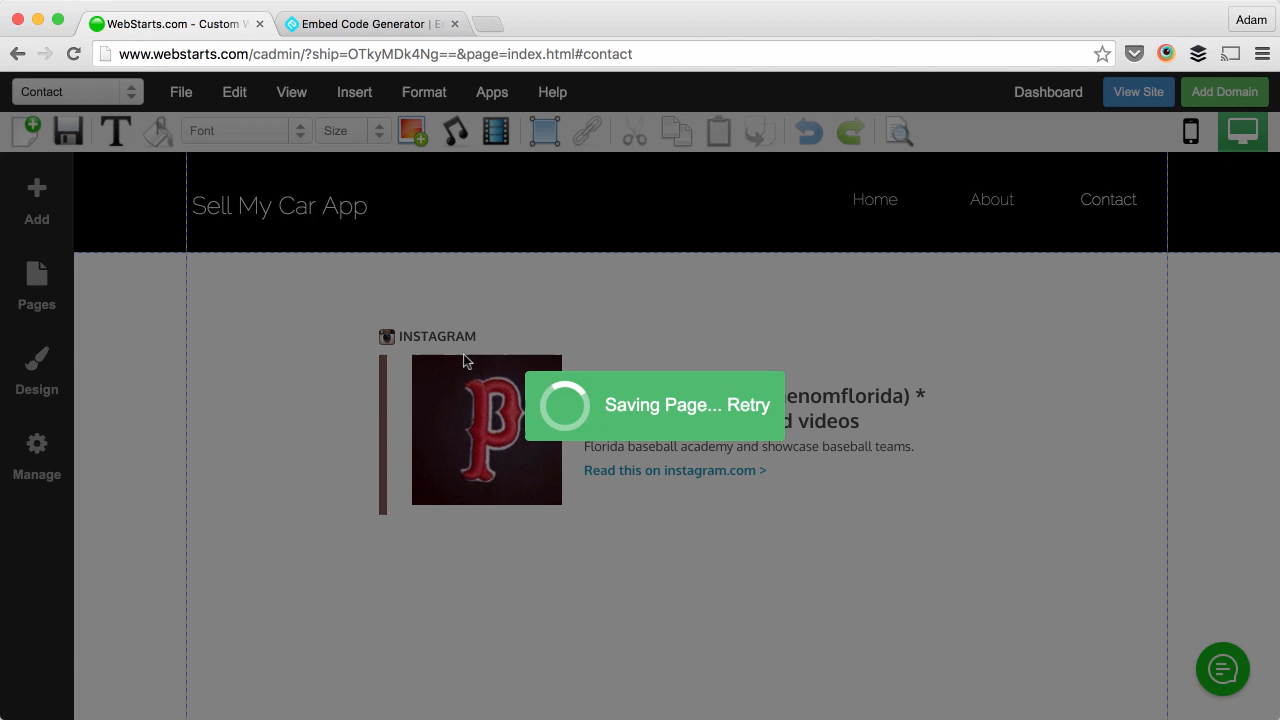 WebStarts.com - Custom W
Embed Code Generator | E
Adam
www.webstarts.com/cadmin/?ship=OTkyMDk4Ng==&page=index.html#contact
Contact
File
Edit
View
Insert
Format
Apps
Help
Dashboard
View Site
Add Domain
Font
Size
Add
Pages
Design
Manage
Sell My Car App
Home
About
Contact
INSTAGRAM
P
enomflorida) *
d videos
Florida baseball academy and showcase baseball teams.
Read this on instagram.com >
Saving Page... Retry